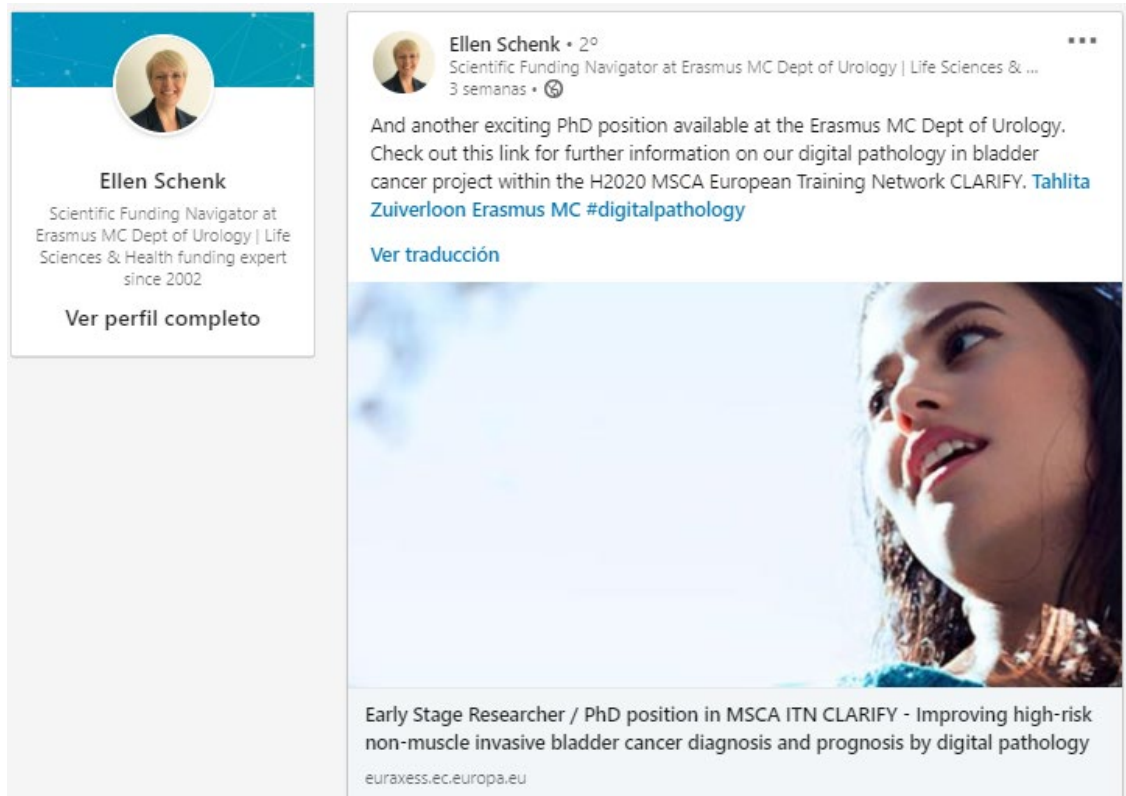 Ellen Schenk
Scientific Funding Navigator at
Erasmus MC Dept of Urology | Life
Sciences & Health funding expert
since 2002
Ver perfil completo
Ellen Schenk • 2º
Scientific Funding Navigator at Erasmus MC Dept of Urology | Life Sciences & ...
3 semanas •
And another exciting PhD position available at the Erasmus MC Dept of Urology.
Check out this link for further information on our digital pathology in bladder
cancer project within the H2020 MSCA European Training Network CLARIFY. Tahlita
Zuiverloon Erasmus MC #digitalpathology
Ver traducción
Early Stage Researcher / PhD position in MSCA ITN CLARIFY - Improving high-risk
non-muscle invasive bladder cancer diagnosis and prognosis by digital pathology
euraxess.ec.europa.eu